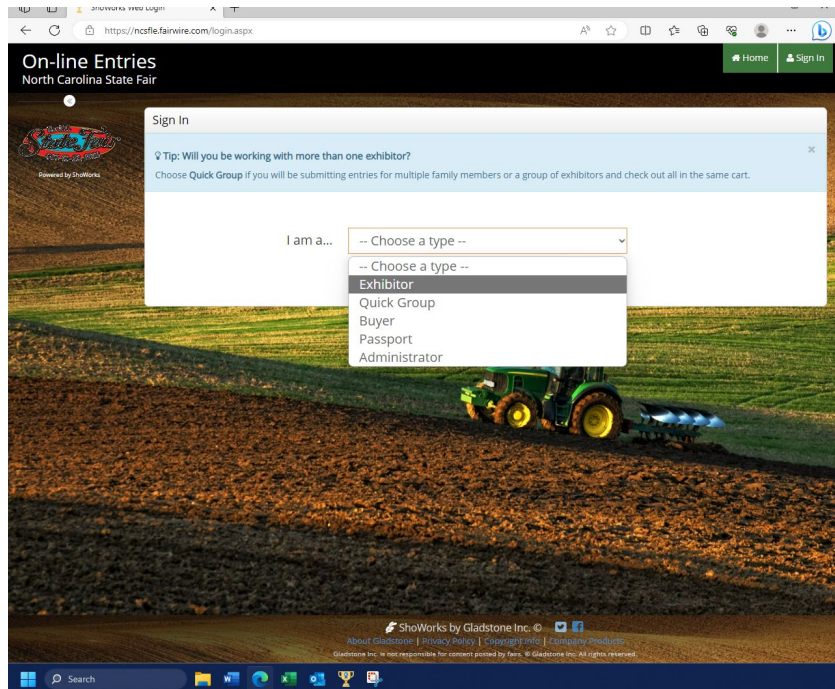 ShoWorks Web Login
https://ncsfle.fairwire.com/login.aspx
On-line Entries
North Carolina State Fair
Home
Sign In
State Fair
Powered by ShoWorks
Sign In
Tip: Will you be working with more than one exhibitor?
Choose Quick Group if you will be submitting entries for multiple family members or a group of exhibitors and check out all in the same cart.
I am a... -- Choose a type --
-- Choose a type --
Exhibitor
Quick Group
Buyer
Passport
Administrator
ShoWorks by Gladstone Inc. ©
About Gladstone | Privacy Policy | Copyright Info | Company Products
Gladstone Inc. is not responsible for content posted by fairs. © Gladstone Inc. All rights reserved.
Search